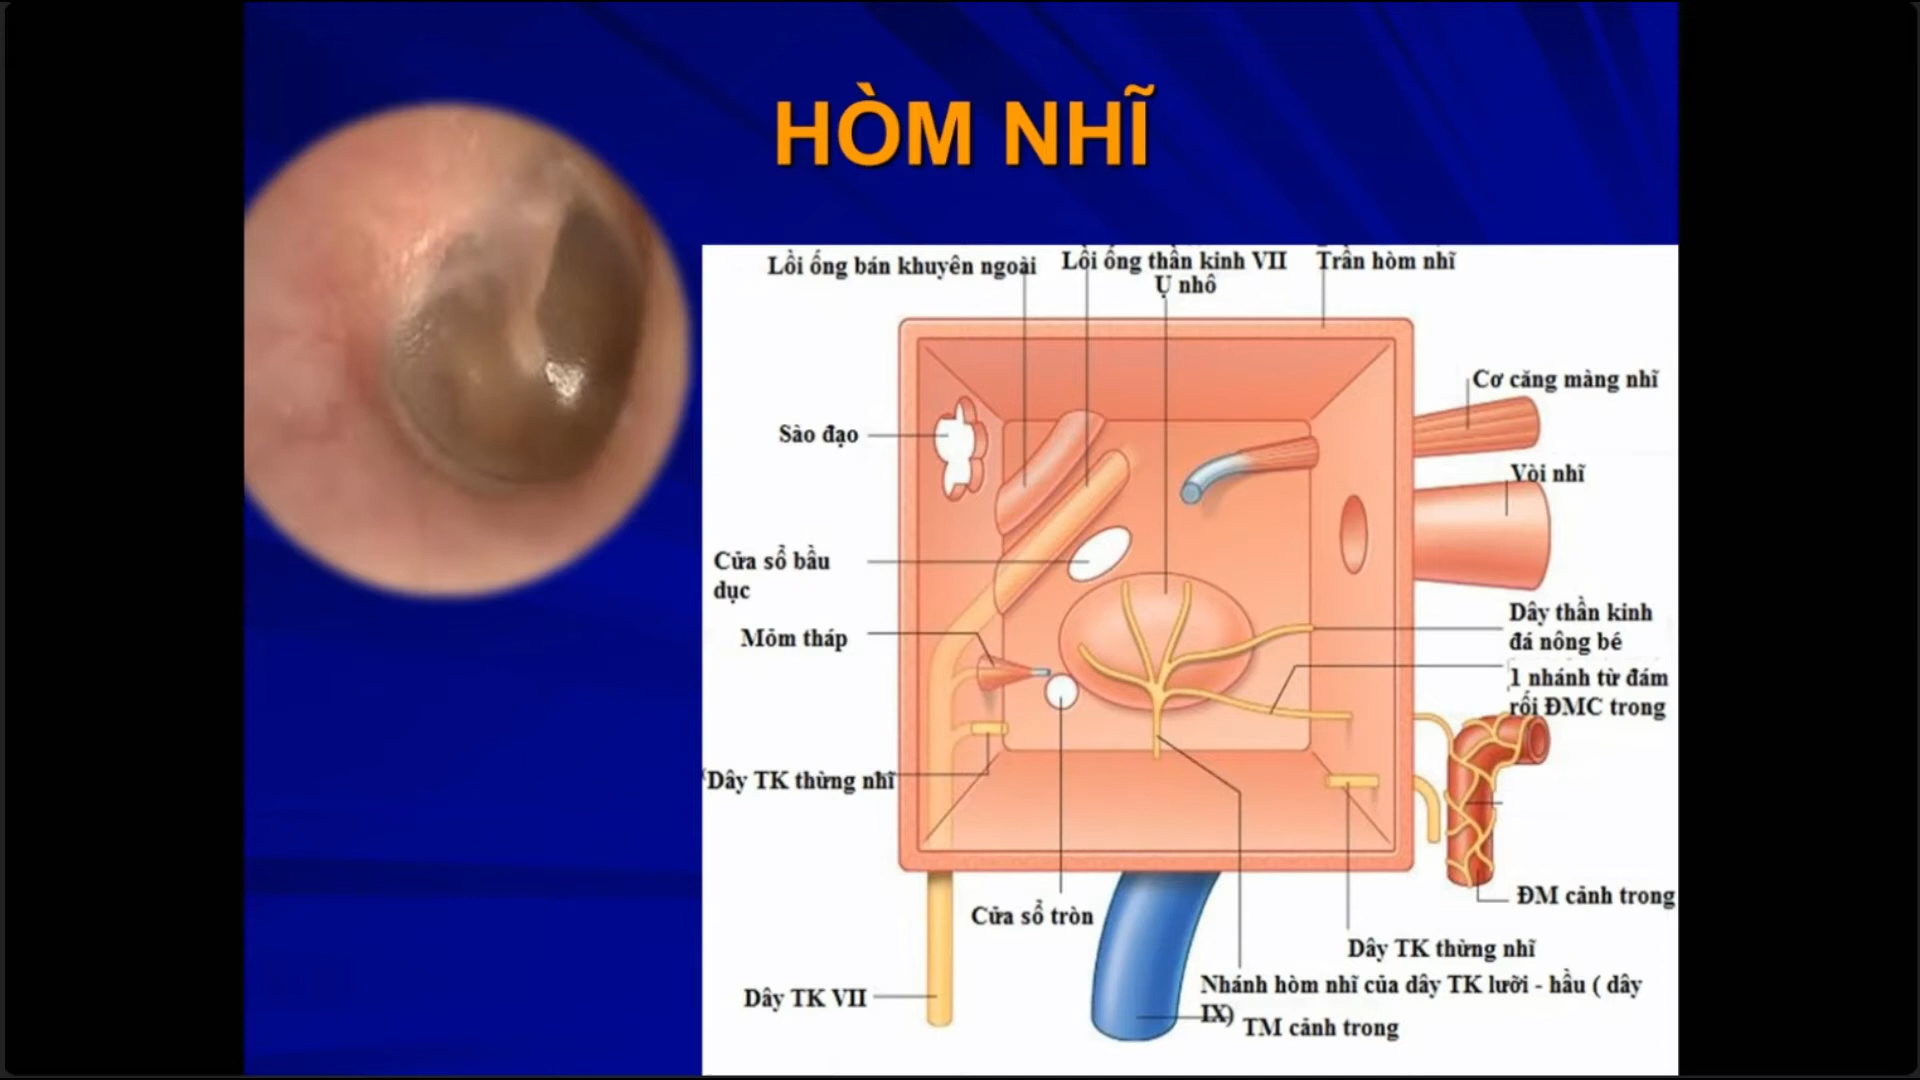 HÒM NHĨ
Lồi ống bán khuyên ngoài
Lồi ống thần kinh VII
Trần hòm nhĩ
Ụ nhô
Cơ căng màng nhĩ
Sào đạo
Vòi nhĩ
Cửa sổ bầu
dục
Dây thần kinh
đá nông bé
Mỏm tháp
1 nhánh từ đám
rối ĐMC trong
Dây TK thừng nhĩ
ĐM cảnh trong
Cửa sổ tròn
Dây TK thừng nhĩ
Nhánh hòm nhĩ của dây TK lưỡi - hầu ( dây
IX)
Dây TK VII
TM cảnh trong